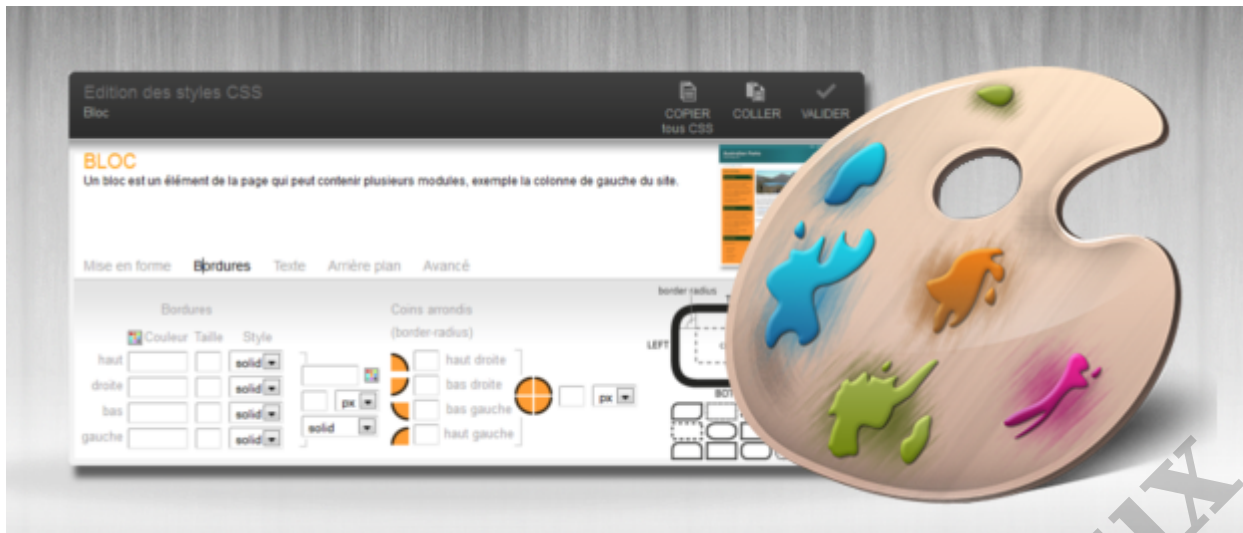 Edition des styles CSS
Bloc
COPIER
tous CSS
COLLER
VALIDER
BLOC
Un bloc est un élément de la page qui peut contenir plusieurs modules, exemple la colonne de gauche du site.
Mise en forme Bordures Texte Arrière plan Avancé
Bordures
Couleur Taille Style
haut solid
droite solid
bas solid
gauche solid
px
solid
Coins arrondis
(border-radius)
haut droite
bas droite
bas gauche
haut gauche
px
border radius
LEFT